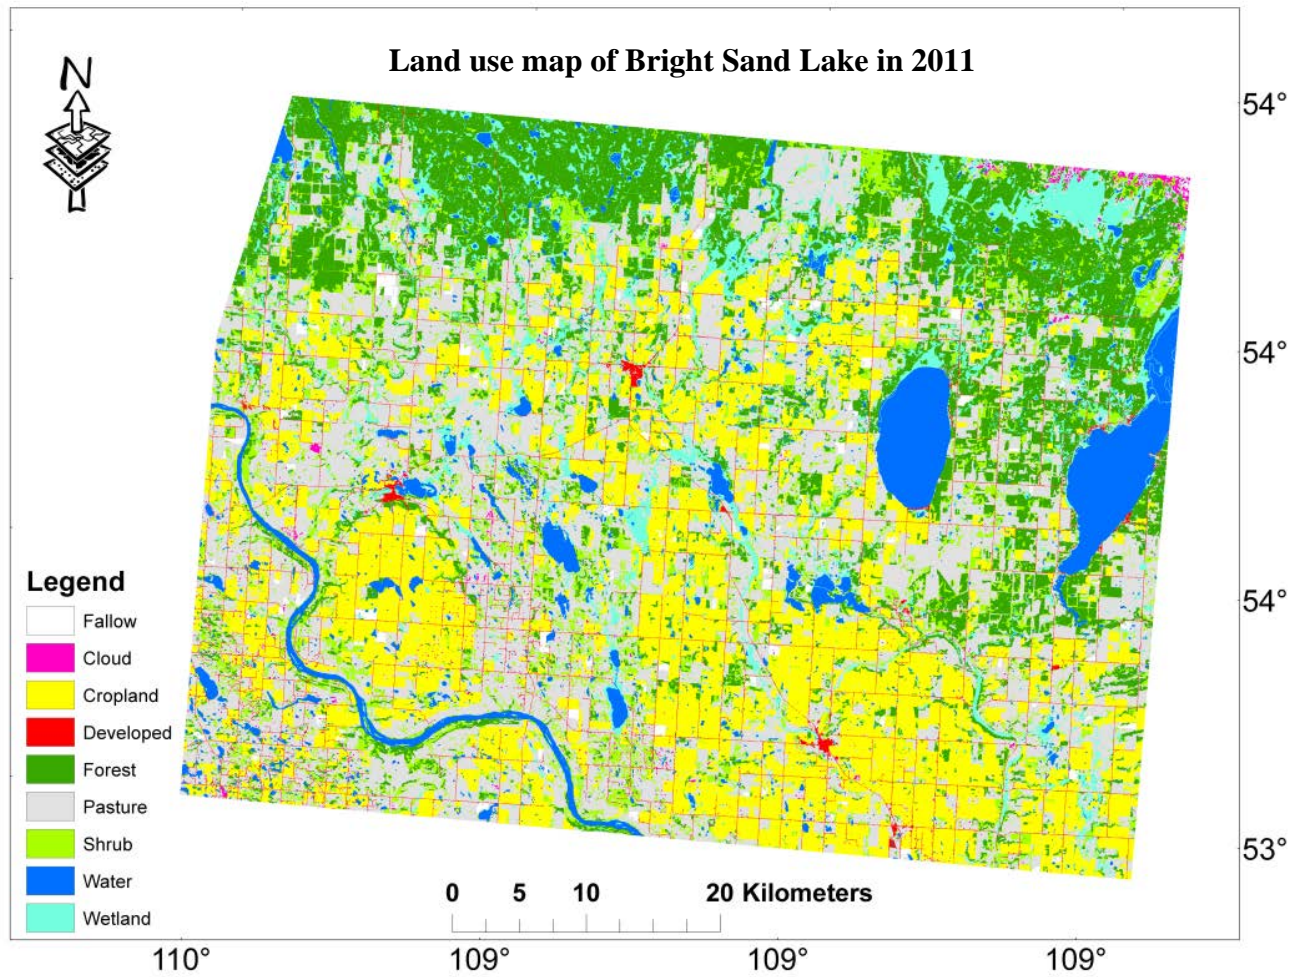 Land use map of Bright Sand Lake in 2011
N
54°
54°
54°
53°
Legend
Fallow
Cloud
Cropland
Developed
Forest
Pasture
Shrub
Water
Wetland
0 5 10 20 Kilometers
110° 109° 109° 109°